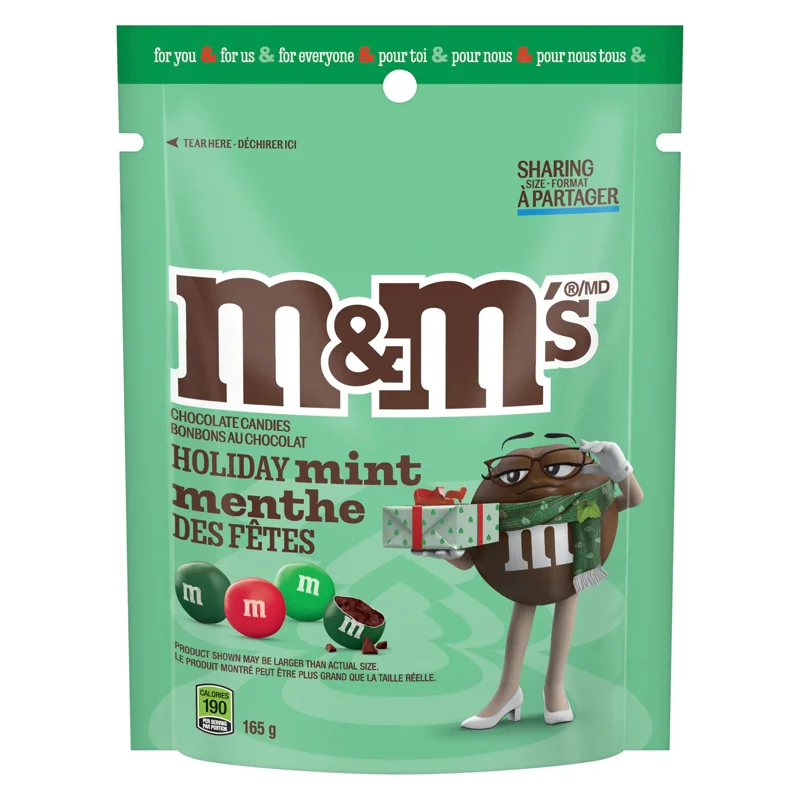 for you & for us & for everyone & pour toi & pour nous & pour nous tous &
TEAR HERE · DÉCHIRER ICI
SHARING
SIZE · FORMAT
À PARTAGER
m&m's ®/MD
CHOCOLATE CANDIES
BONBONS AU CHOCOLAT
HOLIDAY mint
menthe
DES FÊTES
m
m m m
m
PRODUCT SHOWN MAY BE LARGER THAN ACTUAL SIZE.
LE PRODUIT MONTRÉ PEUT ÊTRE PLUS GRAND QUE LA TAILLE RÉELLE.
CALORIES
190
PER SERVING
PAR PORTION
165 g